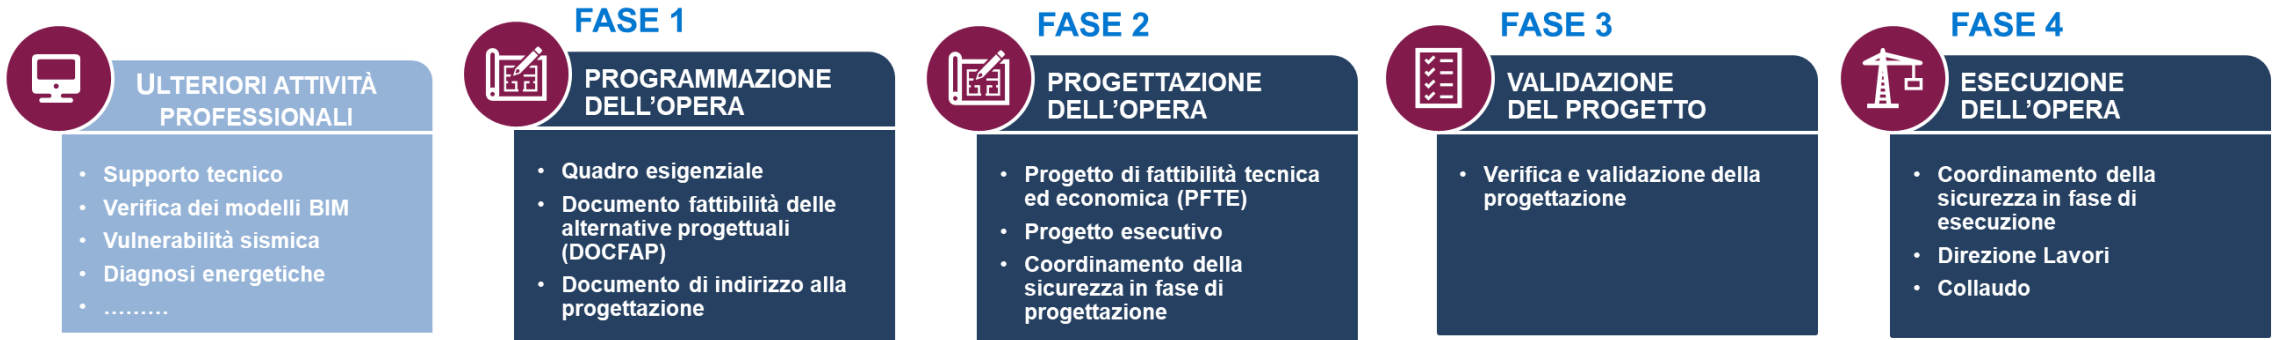 ULTERIORI ATTIVITÀ
PROFESSIONALI
• Supporto tecnico
• Verifica dei modelli BIM
• Vulnerabilità sismica
• Diagnosi energetiche
• .........
FASE 1
PROGRAMMAZIONE
DELL’OPERA
• Quadro esigenziale
• Documento fattibilità delle
alternative progettuali
(DOCFAP)
• Documento di indirizzo alla
progettazione
FASE 2
PROGETTAZIONE
DELL’OPERA
• Progetto di fattibilità tecnica
ed economica (PFTE)
• Progetto esecutivo
• Coordinamento della
sicurezza in fase di
progettazione
FASE 3
VALIDAZIONE
DEL PROGETTO
• Verifica e validazione della
progettazione
FASE 4
ESECUZIONE
DELL’OPERA
• Coordinamento della
sicurezza in fase di
esecuzione
• Direzione Lavori
• Collaudo